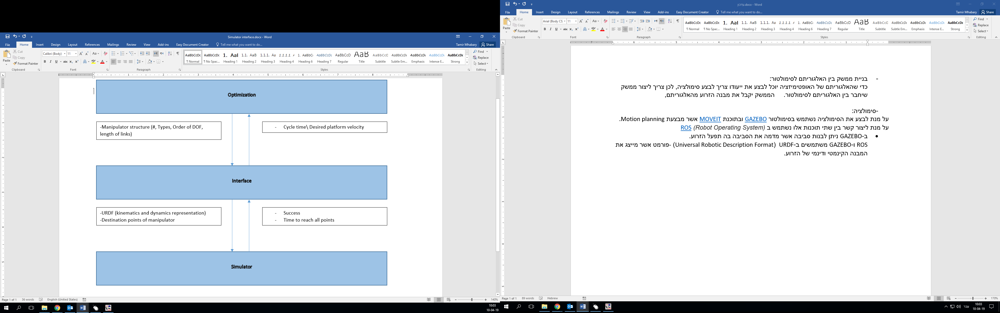 Simulator interface.docx - Word
File Home Insert Design Layout References Mailings Review View Add-ins Easy Document Creator Tell me what you want to do... Tamir Mhabary Share
Paste
Cut
Copy
Format Painter
Clipboard
Calibri (Body) 11
Font
Paragraph
AaBbCcDc AaBbCcDc 1. AaI 1.1. AaB 1.1.1. Aa 1.1.1.1. A 1. AaBbC AaBbCcDc AaBbCcD AaB AaBbCcD AaBbCcDt AaBbCcDt AaBbCcDt AaBbCcDc
¶ Normal ¶ No Spac... Heading 1 Heading 2 Heading 3 Heading 4 Heading 6 Heading 7 Regular Title Subtitle Subtle Em... Emphasis Intense E... Strong
Styles
Find
Replace
Select
Editing
Optimization
-Manipulator structure (#, Types, Order of DOF,
length of links)
- Cycle time\ Desired platform velocity
Interface
-URDF (kinematics and dynamics representation)
-Destination points of manipulator
- Success
- Time to reach all points
Simulator
Page 1 of 1 36 words English (United States) 140%
10:03
10-04-19
עדכון.docx - Word
File Home Insert Design Layout References Mailings Review View Add-ins Easy Document Creator Tell me what you want to do... Tamir Mhabary Share
Paste
Cut
Copy
Format Painter
Clipboard
Arial (Body CS 11
Font
Paragraph
AaBbCcDc AaBbCcDc 1. AaI 1.1. AaB 1.1.1. Aa 1.1.1.1. A 1. AaBbC AaBbCcDc AaBbCcD AaB AaBbCcD AaBbCcDt AaBbCcDt AaBbCcDt AaBbCcDc
¶ Normal ¶ No Spac... Heading 1 Heading 2 Heading 3 Heading 4 Heading 6 Heading 7 Regular Title Subtitle Subtle Em... Emphasis Intense E... Strong
Styles
Find
Replace
Select
Editing
- בניית ממשק בין האלגוריתם לסימולטור:
כדי שהאלגוריתם של האופטימיזציה יוכל לבצע את ייעודו צריך לבצע סימולציה, לכן צריך ליצור ממשק
שיחבר בין האלגוריתם לסימולטור. הממשק יקבל את מבנה הזרוע מהאלגוריתם,
-סימולציה:
על מנת לבצע את הסימולציה נשתמש בסימולטור GAZEBO ובתוכנת MOVEIT אשר מבצעת Motion planning.
על מנת ליצור קשר בין שתי תוכנות אלו נשתמש ב ROS (Robot Operating System)
• ב-GAZEBO ניתן לבנות סביבה אשר מדמה את הסביבה בה תפעל הזרוע.
ROS ו-GAZEBO משתמשים ב-URDF (Universal Robotic Description Format) -פורמט אשר מייצג את
המבנה הקינמטי ודינמי של הזרוע.
Page 1 of 1 89 words Hebrew 170%
עבר
10:03
10-04-19